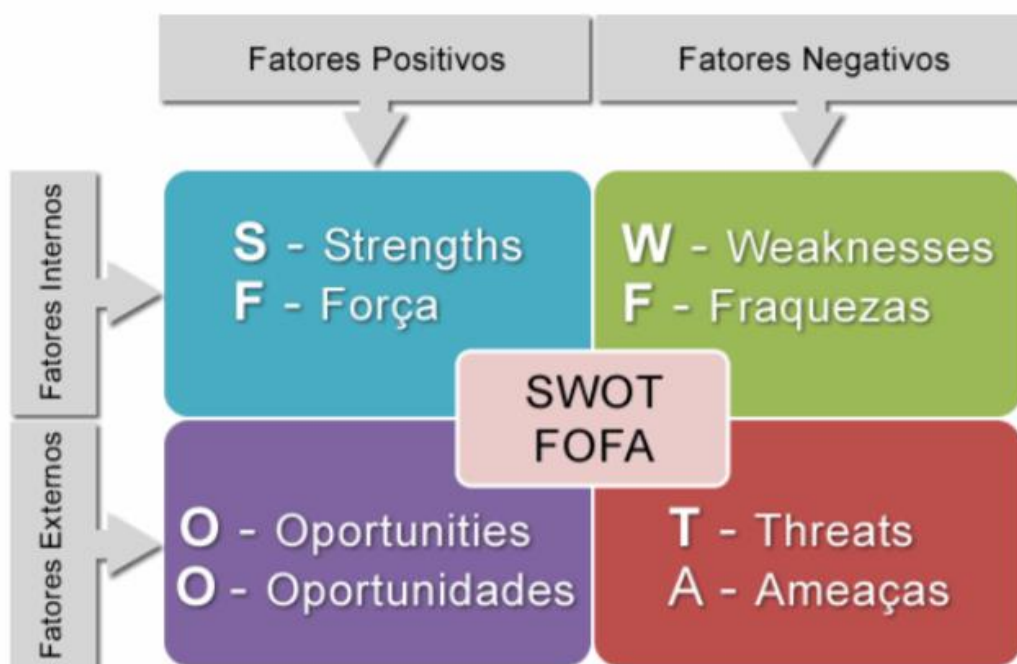 Fatores Positivos
Fatores Negativos
Fatores Internos
S - Strengths
F - Força
W - Weaknesses
F - Fraquezas
SWOT
FOFA
Fatores Externos
O - Oportunities
O - Oportunidades
T - Threats
A - Ameaças